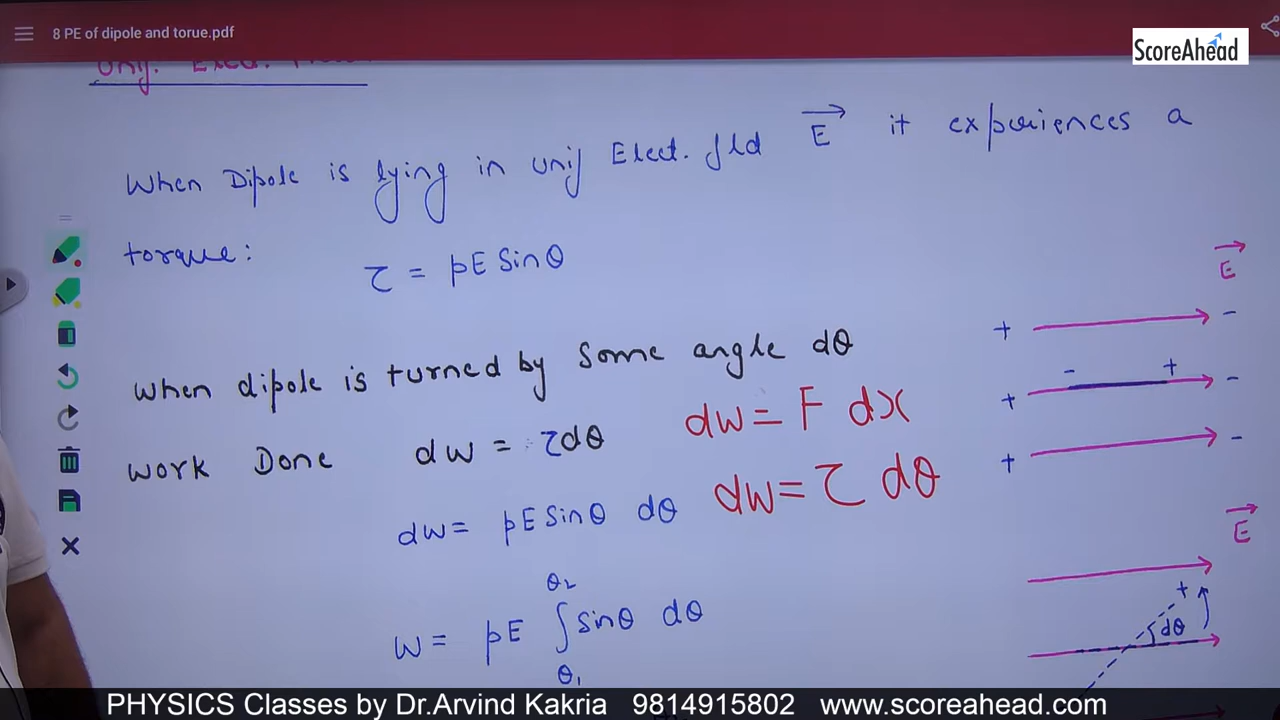 8 PE of dipole and torue.pdf
ScoreAhead
When Dipole is lying in unif Elect. fld E⃗ it experiences a
torque: τ = pE Sinθ
E⃗
+ -
When dipole is turned by some angle dθ
- +
+ -
dw = F dx
work Done dw = τdθ
+ -
dw = τ dθ
dw = pE Sinθ dθ
E⃗
θ₂
w = pE ∫ sinθ dθ
θ₁
+
dθ
PHYSICS Classes by Dr.Arvind Kakria 9814915802 www.scoreahead.com